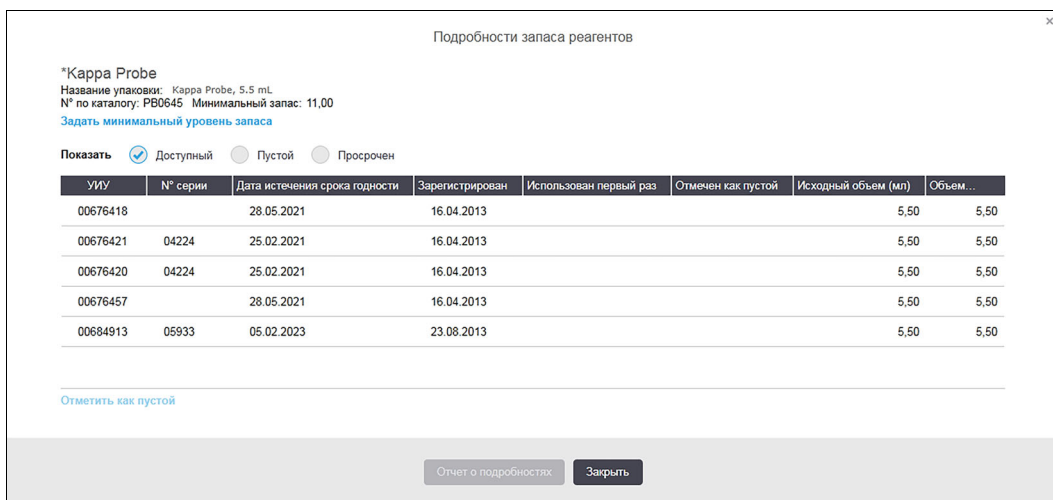 Подробности запаса реагентов
*Kappa Probe
Название упаковки: Kappa Probe, 5.5 mL
N° по каталогу: PB0645 Минимальный запас: 11,00
Задать минимальный уровень запаса
Показать Доступный Пустой Просрочен
УИУ N° серии Дата истечения срока годности Зарегистрирован Использован первый раз Отмечен как пустой Исходный объем (мл) Объем...
00676418 28.05.2021 16.04.2013 5,50 5,50
00676421 04224 25.02.2021 16.04.2013 5,50 5,50
00676420 04224 25.02.2021 16.04.2013 5,50 5,50
00676457 28.05.2021 16.04.2013 5,50 5,50
00684913 05933 05.02.2023 23.08.2013 5,50 5,50
Отметить как пустой
Отчет о подробностях Закрыть